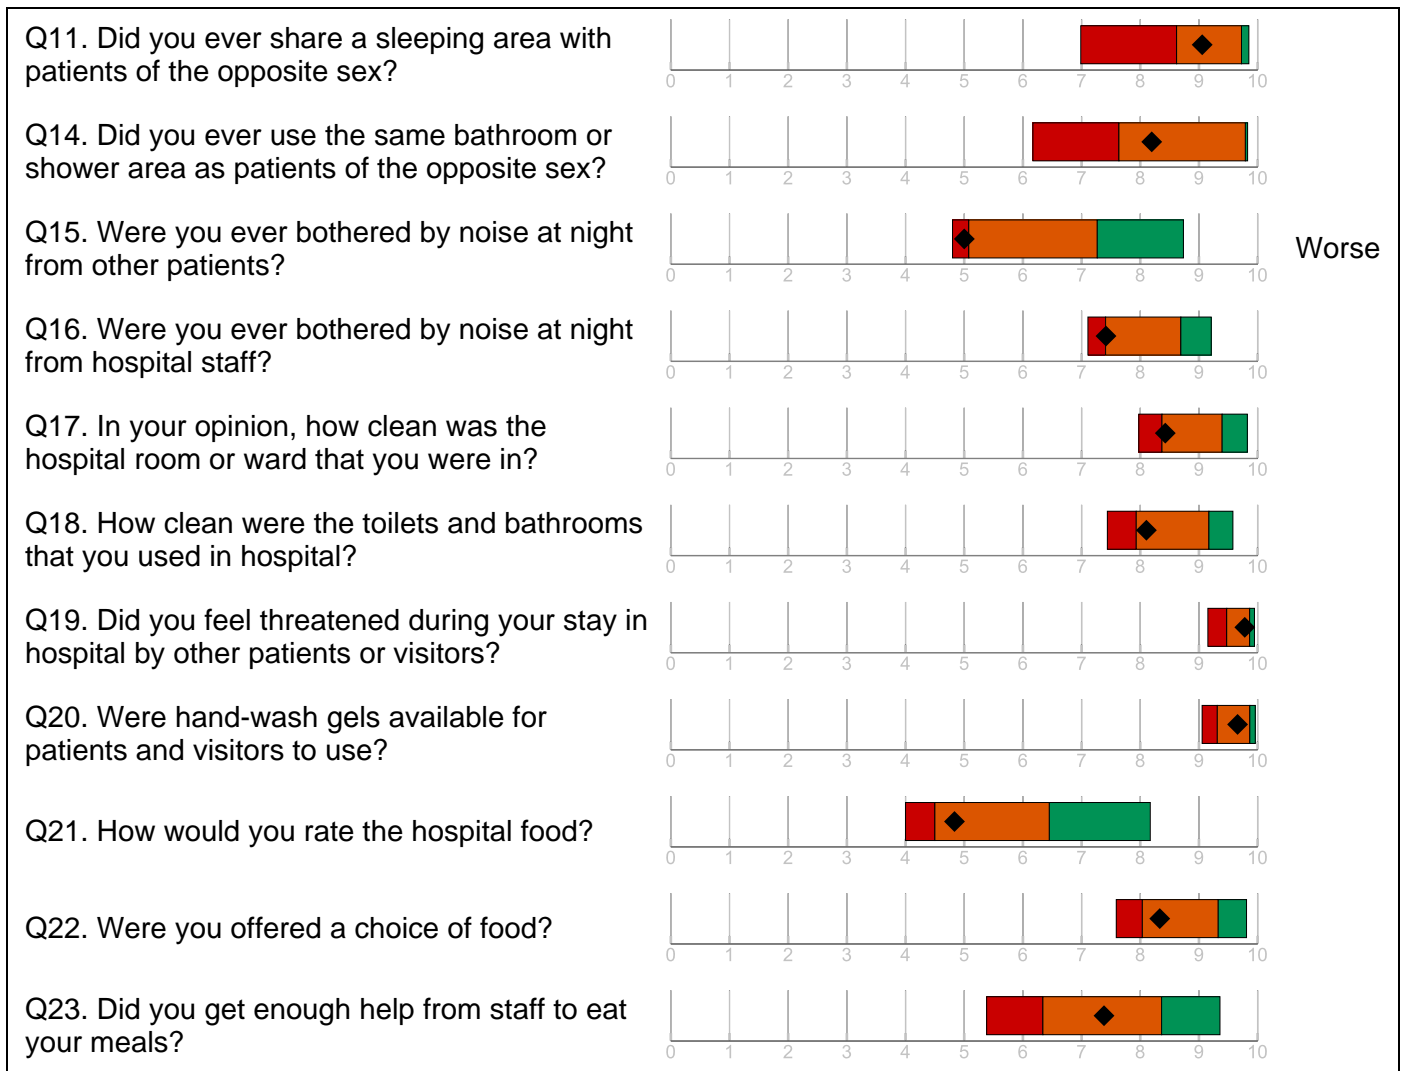 Q11. Did you ever share a sleeping area with
patients of the opposite sex?
0 1 2 3 4 5 6 7 8 9 10
Q14. Did you ever use the same bathroom or
shower area as patients of the opposite sex?
0 1 2 3 4 5 6 7 8 9 10
Q15. Were you ever bothered by noise at night
from other patients?
Worse
0 1 2 3 4 5 6 7 8 9 10
Q16. Were you ever bothered by noise at night
from hospital staff?
0 1 2 3 4 5 6 7 8 9 10
Q17. In your opinion, how clean was the
hospital room or ward that you were in?
0 1 2 3 4 5 6 7 8 9 10
Q18. How clean were the toilets and bathrooms
that you used in hospital?
0 1 2 3 4 5 6 7 8 9 10
Q19. Did you feel threatened during your stay in
hospital by other patients or visitors?
0 1 2 3 4 5 6 7 8 9 10
Q20. Were hand-wash gels available for
patients and visitors to use?
0 1 2 3 4 5 6 7 8 9 10
Q21. How would you rate the hospital food?
0 1 2 3 4 5 6 7 8 9 10
Q22. Were you offered a choice of food?
0 1 2 3 4 5 6 7 8 9 10
Q23. Did you get enough help from staff to eat
your meals?
0 1 2 3 4 5 6 7 8 9 10